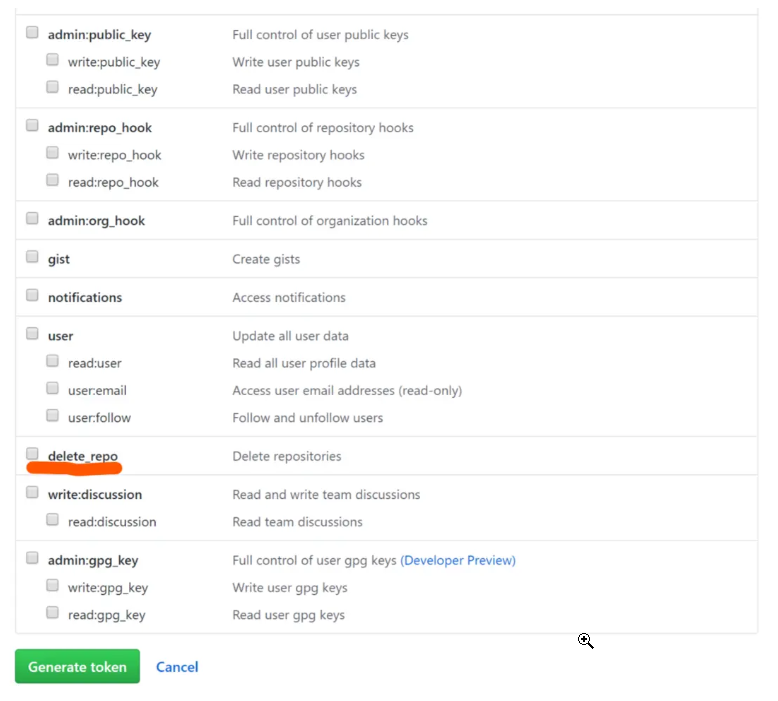 admin:public_key Full control of user public keys
write:public_key Write user public keys
read:public_key Read user public keys
admin:repo_hook Full control of repository hooks
write:repo_hook Write repository hooks
read:repo_hook Read repository hooks
admin:org_hook Full control of organization hooks
gist Create gists
notifications Access notifications
user Update all user data
read:user Read all user profile data
user:email Access user email addresses (read-only)
user:follow Follow and unfollow users
delete_repo Delete repositories
write:discussion Read and write team discussions
read:discussion Read team discussions
admin:gpg_key Full control of user gpg keys (Developer Preview)
write:gpg_key Write user gpg keys
read:gpg_key Read user gpg keys
Generate token Cancel